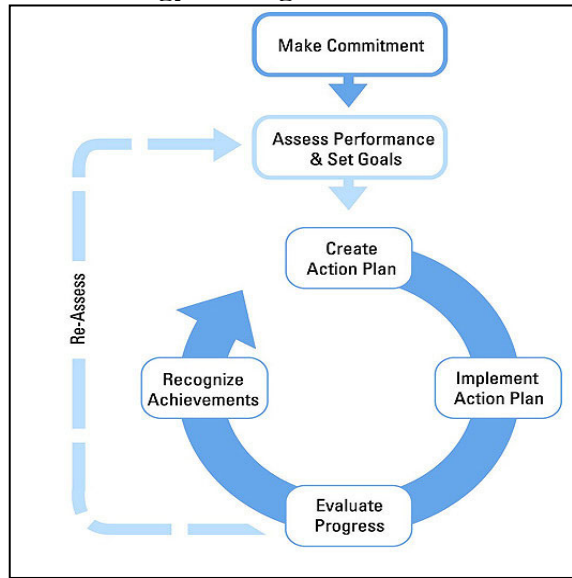 Make Commitment
Assess Performance
& Set Goals
Create
Action Plan
Implement
Action Plan
Evaluate
Progress
Recognize
Achievements
Re-Assess